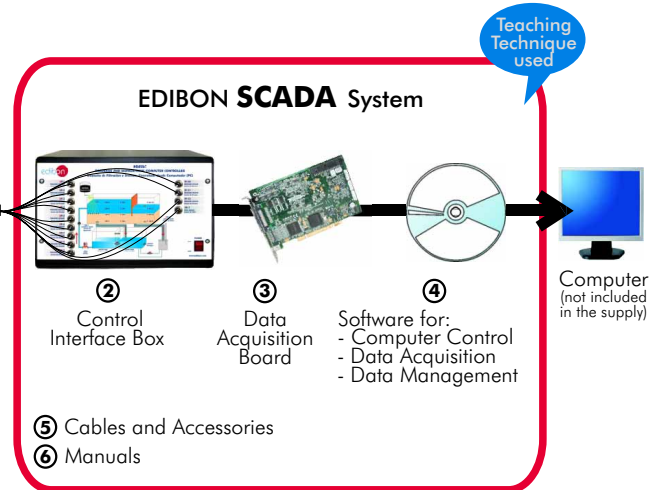 Teaching
Technique
used
EDIBON SCADA System
edibon
②
Control
Interface Box
③
Data
Acquisition
Board
④
Software for:
- Computer Control
- Data Acquisition
- Data Management
Computer
(not included
in the supply)
⑤ Cables and Accessories
⑥ Manuals